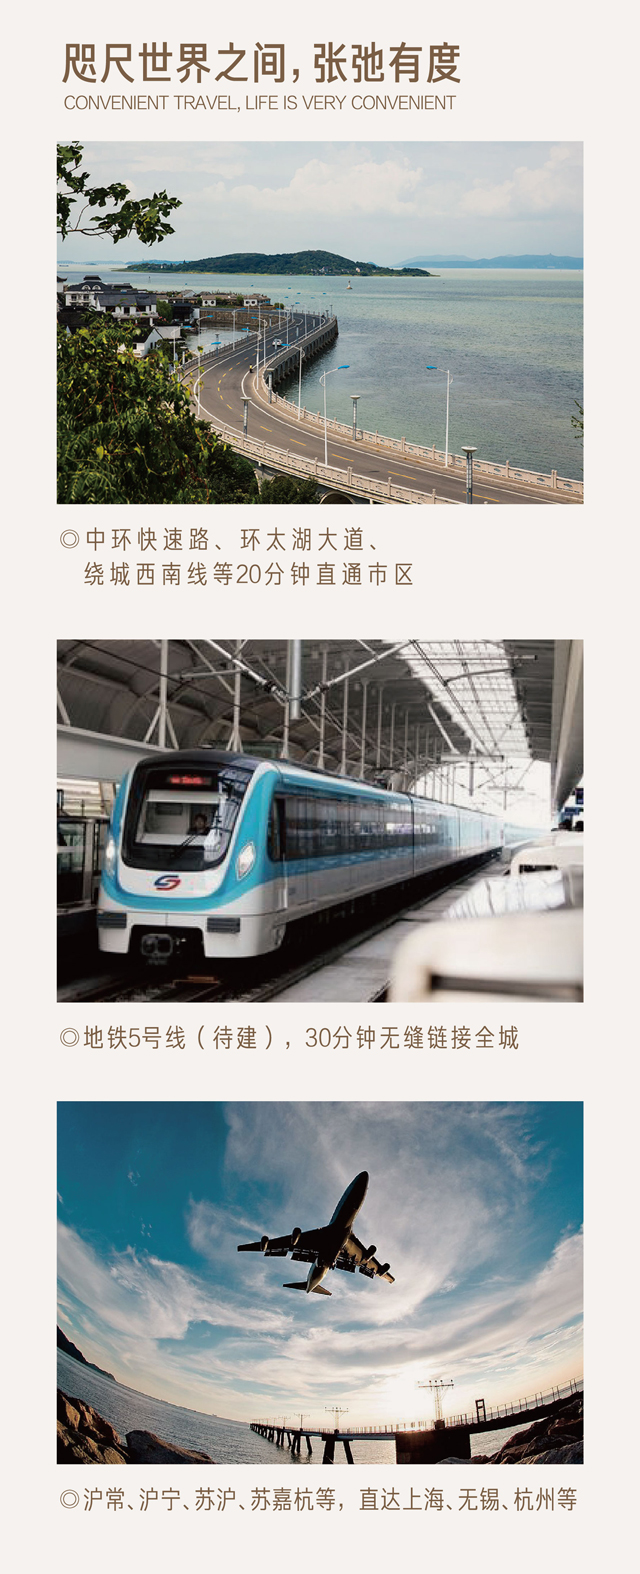 咫尺世界之间，张弛有度
CONVENIENT TRAVEL, LIFE IS VERY CONVENIENT
◎中环快速路、环太湖大道、
绕城西南线等20分钟直通市区
◎地铁5号线（待建），30分钟无缝链接全城
◎沪常、沪宁、苏沪、苏嘉杭等，直达上海、无锡、杭州等